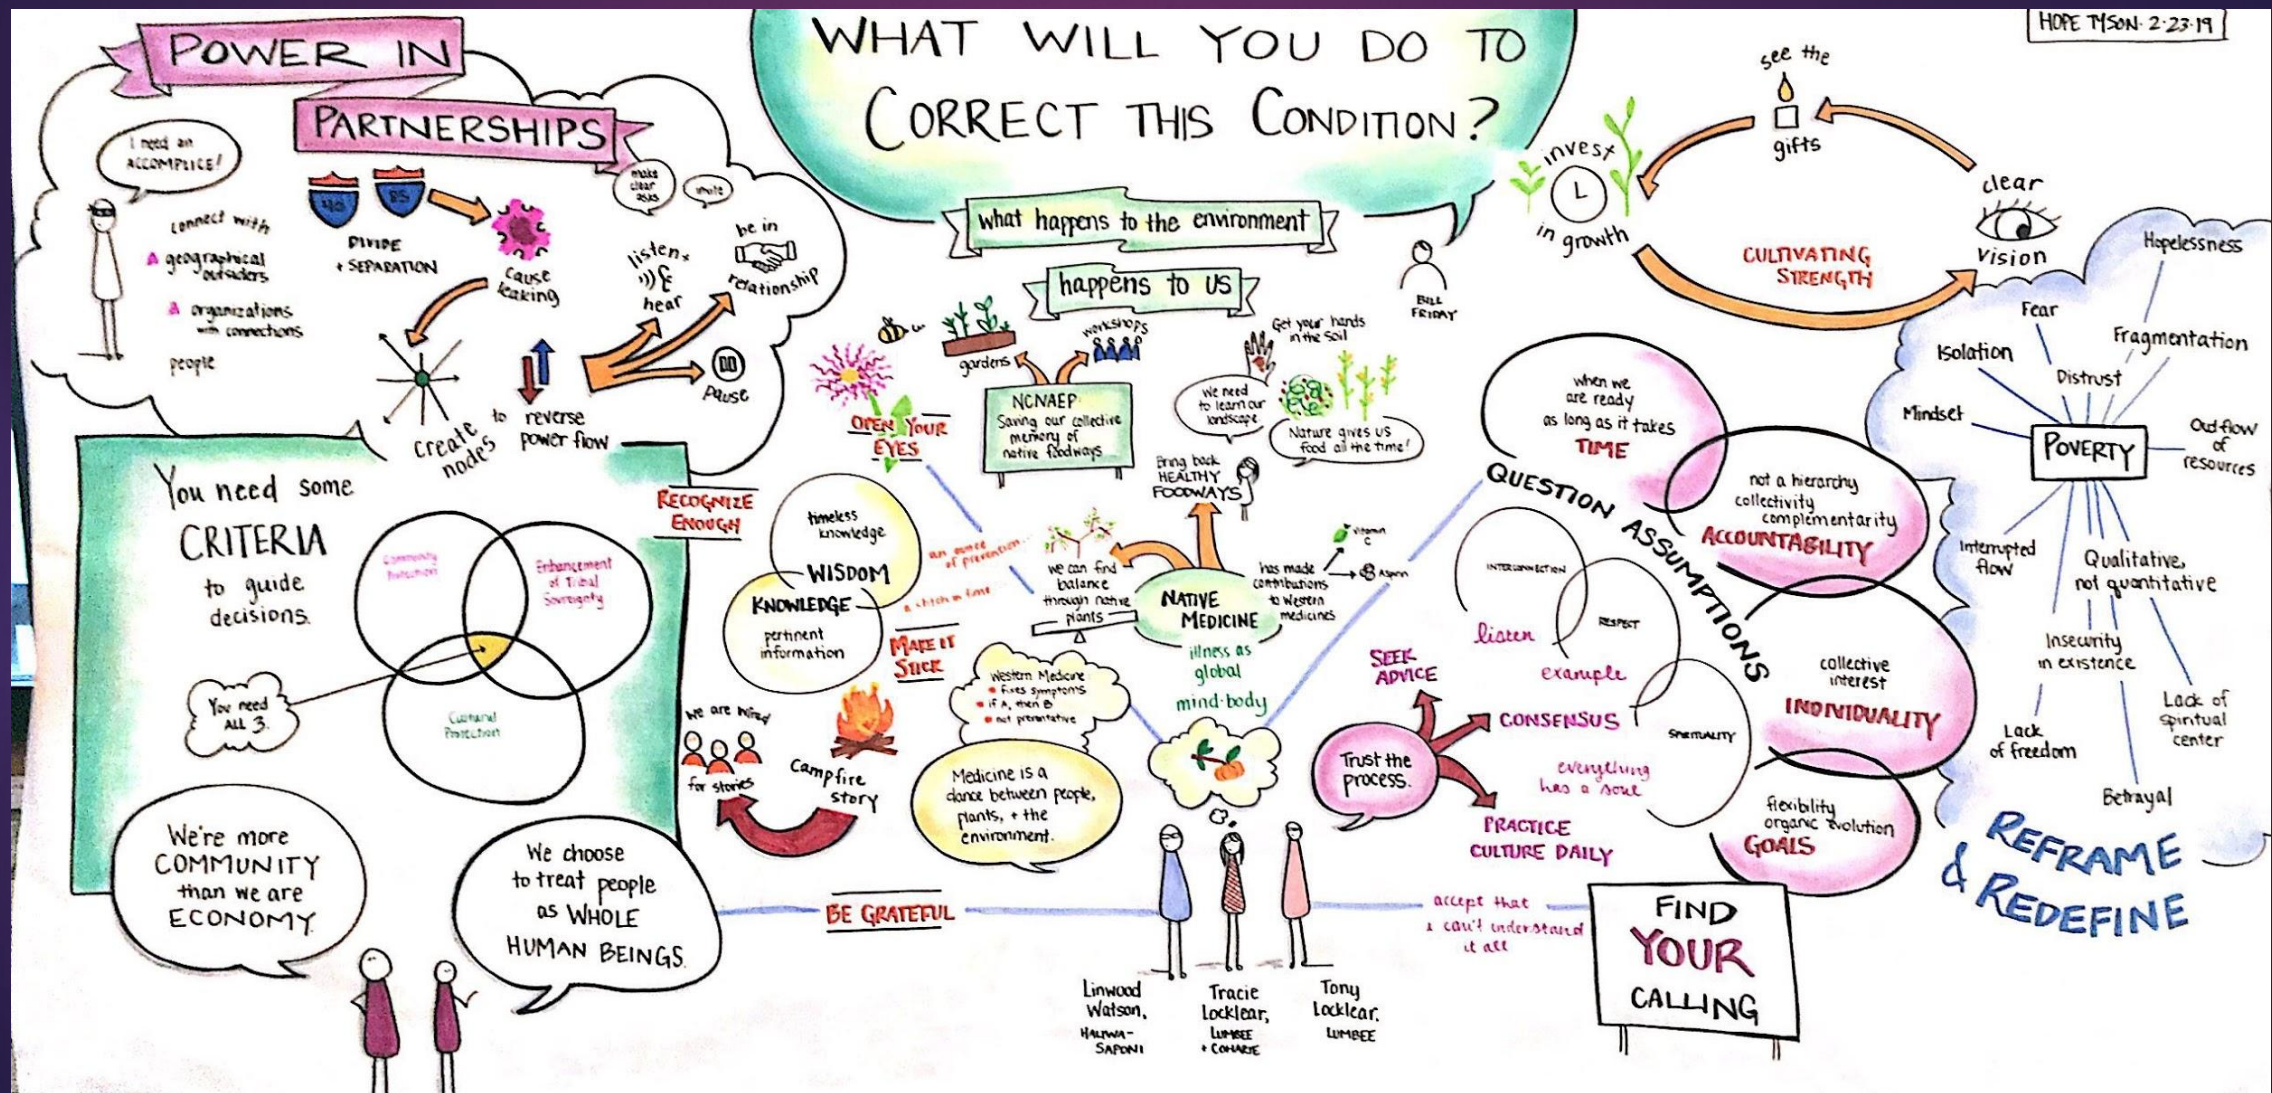 HOPE TYSON · 2·23·19
WHAT WILL YOU DO TO
CORRECT THIS CONDITION?
BILL
FRIDAY
POWER IN
PARTNERSHIPS
I need an
ACCOMPLICE!
connect with
geographical
outsiders
organizations
with connections
people
40
85
DIVIDE
+ SEPARATION
cause
leaking
create
nodes
to reverse
power flow
make
clear
asks
invite
listen +
hear
be in
relationship
pause
You need some
CRITERIA
to guide
decisions.
Community
Protection
Enhancement
of Tribal
Sovereignty
Cultural
Protection
You need
ALL 3.
We're more
COMMUNITY
than we are
ECONOMY.
We choose
to treat people
as WHOLE
HUMAN BEINGS.
what happens to the environment
happens to us
gardens
workshops
NCNAEP
Saving our collective
memory of
native foodways
Get your hands
in the soil
We need
to learn our
landscape
Nature gives us
food all the time!
Bring back
HEALTHY
FOODWAYS
OPEN YOUR
EYES
RECOGNIZE
ENOUGH
timeless
knowledge
WISDOM
KNOWLEDGE
pertinent
information
an ounce
of prevention...
a stitch in time
MAKE IT
STICK
we are wired
for stories
campfire
story
we can find
balance
through native
plants
NATIVE
MEDICINE
has made
contributions
to Western
medicines
Vitamin
C
Aspirin
illness as
global
mind-body
Western Medicine
fixes symptoms
if A, then B
not preventative
Medicine is a
dance between people,
plants, + the
environment.
BE GRATEFUL
Linwood
Watson,
HALIWA-
SAPONI
Tracie
Locklear,
LUMBEE
+ COHARIE
Tony
Locklear,
LUMBEE
accept that
I can't understand
it all
FIND
YOUR
CALLING
Trust the
process.
SEEK
ADVICE
CONSENSUS
PRACTICE
CULTURE DAILY
INTERCONNECTION
listen
RESPECT
example
SPIRITUALITY
everything
has a soul
QUESTION ASSUMPTIONS
when we
are ready
as long as it takes
TIME
not a hierarchy
collectivity
complementarity
ACCOUNTABILITY
collective
interest
INDIVIDUALITY
flexibility
organic evolution
GOALS
see the
gifts
invest
in growth
clear
vision
CULTIVATING
STRENGTH
Hopelessness
Fear
Fragmentation
Isolation
Distrust
Mindset
POVERTY
Outflow
of
resources
Interrupted
flow
Qualitative,
not quantitative
Insecurity
in existence
Lack
of freedom
Lack of
spiritual
center
Betrayal
REFRAME
& REDEFINE